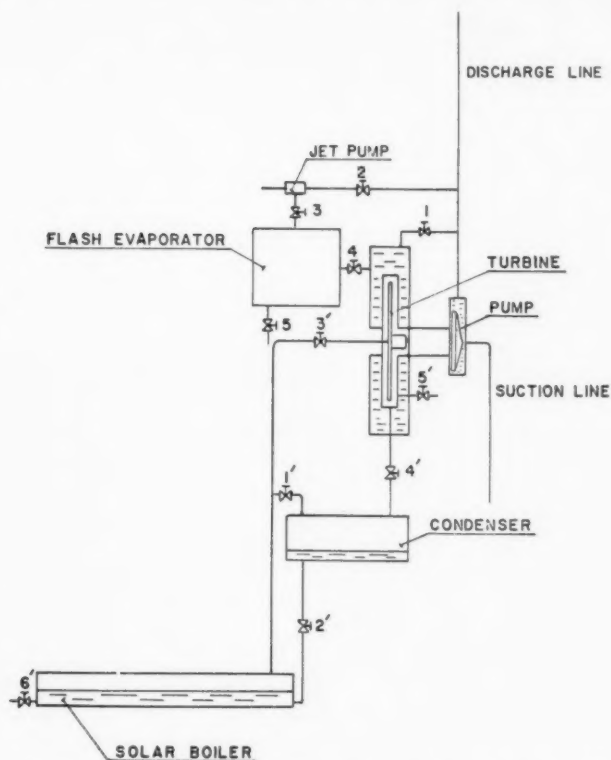 DISCHARGE LINE
JET PUMP
2
3
1
FLASH EVAPORATOR
4
TURBINE
PUMP
5
3'
5'
SUCTION LINE
4'
1'
CONDENSER
2'
6'
SOLAR BOILER